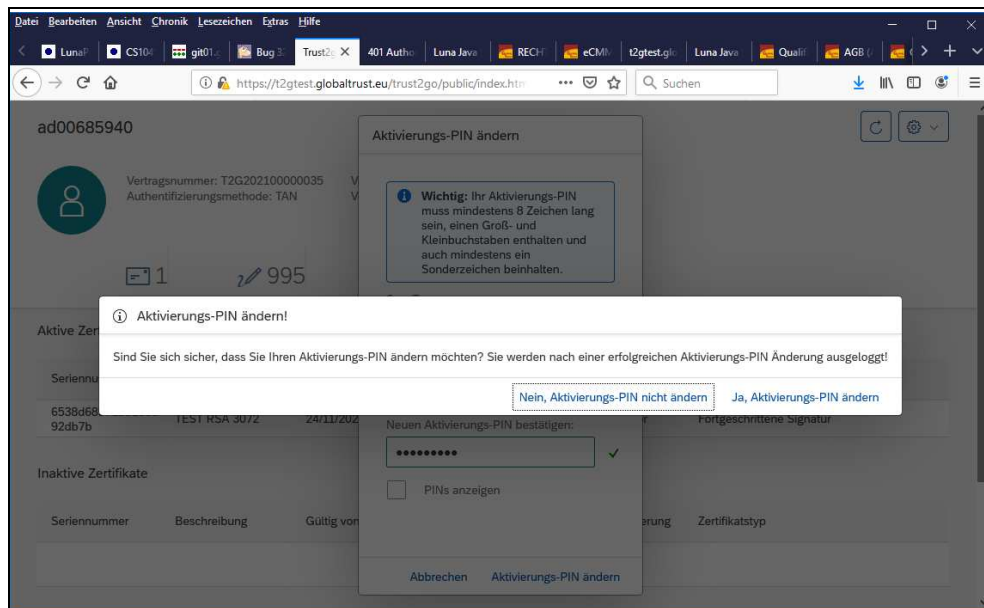 Datei Bearbeiten Ansicht Chronik Lesezeichen Extras Hilfe
LunaP CS104 git01. Bug 3 Trust2 401 Autho Luna Java RECH eCMN t2gtest.glo Luna Java Qualif AGB (
https://t2gtest.globaltrust.eu/trust2go/public/index.htm Suchen
ad00685940
Aktivierungs-PIN ändern
Vertragsnummer: T2G202100000035
Authentifizierungsmethode: TAN
Wichtig: Ihr Aktivierungs-PIN
muss mindestens 8 Zeichen lang
sein, einen Groß- und
Kleinbuchstaben enthalten und
auch mindestens ein
Sonderzeichen beinhalten.
1 995
Aktivierungs-PIN ändern!
Aktive Zer
Sind Sie sich sicher, dass Sie Ihren Aktivierungs-PIN ändern möchten? Sie werden nach einer erfolgreichen Aktivierungs-PIN Änderung ausgeloggt!
Seriennu
Nein, Aktivierungs-PIN nicht ändern Ja, Aktivierungs-PIN ändern
6538d68
92db7b
TEST RSA 3072 24/11/202 Fortgeschrittene Signatur
Neuen Aktivierungs-PIN bestätigen:
Inaktive Zertifikate
PINs anzeigen
Seriennummer Beschreibung Gültig von erung Zertifikatstyp
Abbrechen Aktivierungs-PIN ändern